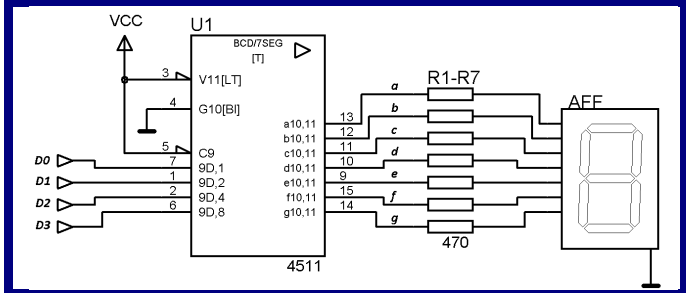 VCC
U1
BCD/7SEG
[T]
3
V11[LT]
4
G10[BI]
5
C9
D0
7
9D,1
D1
1
9D,2
D2
2
9D,4
D3
6
9D,8
a10,11
13
a
b10,11
12
b
c10,11
11
c
d10,11
10
d
e10,11
9
e
f10,11
15
f
g10,11
14
g
4511
R1-R7
470
AFF